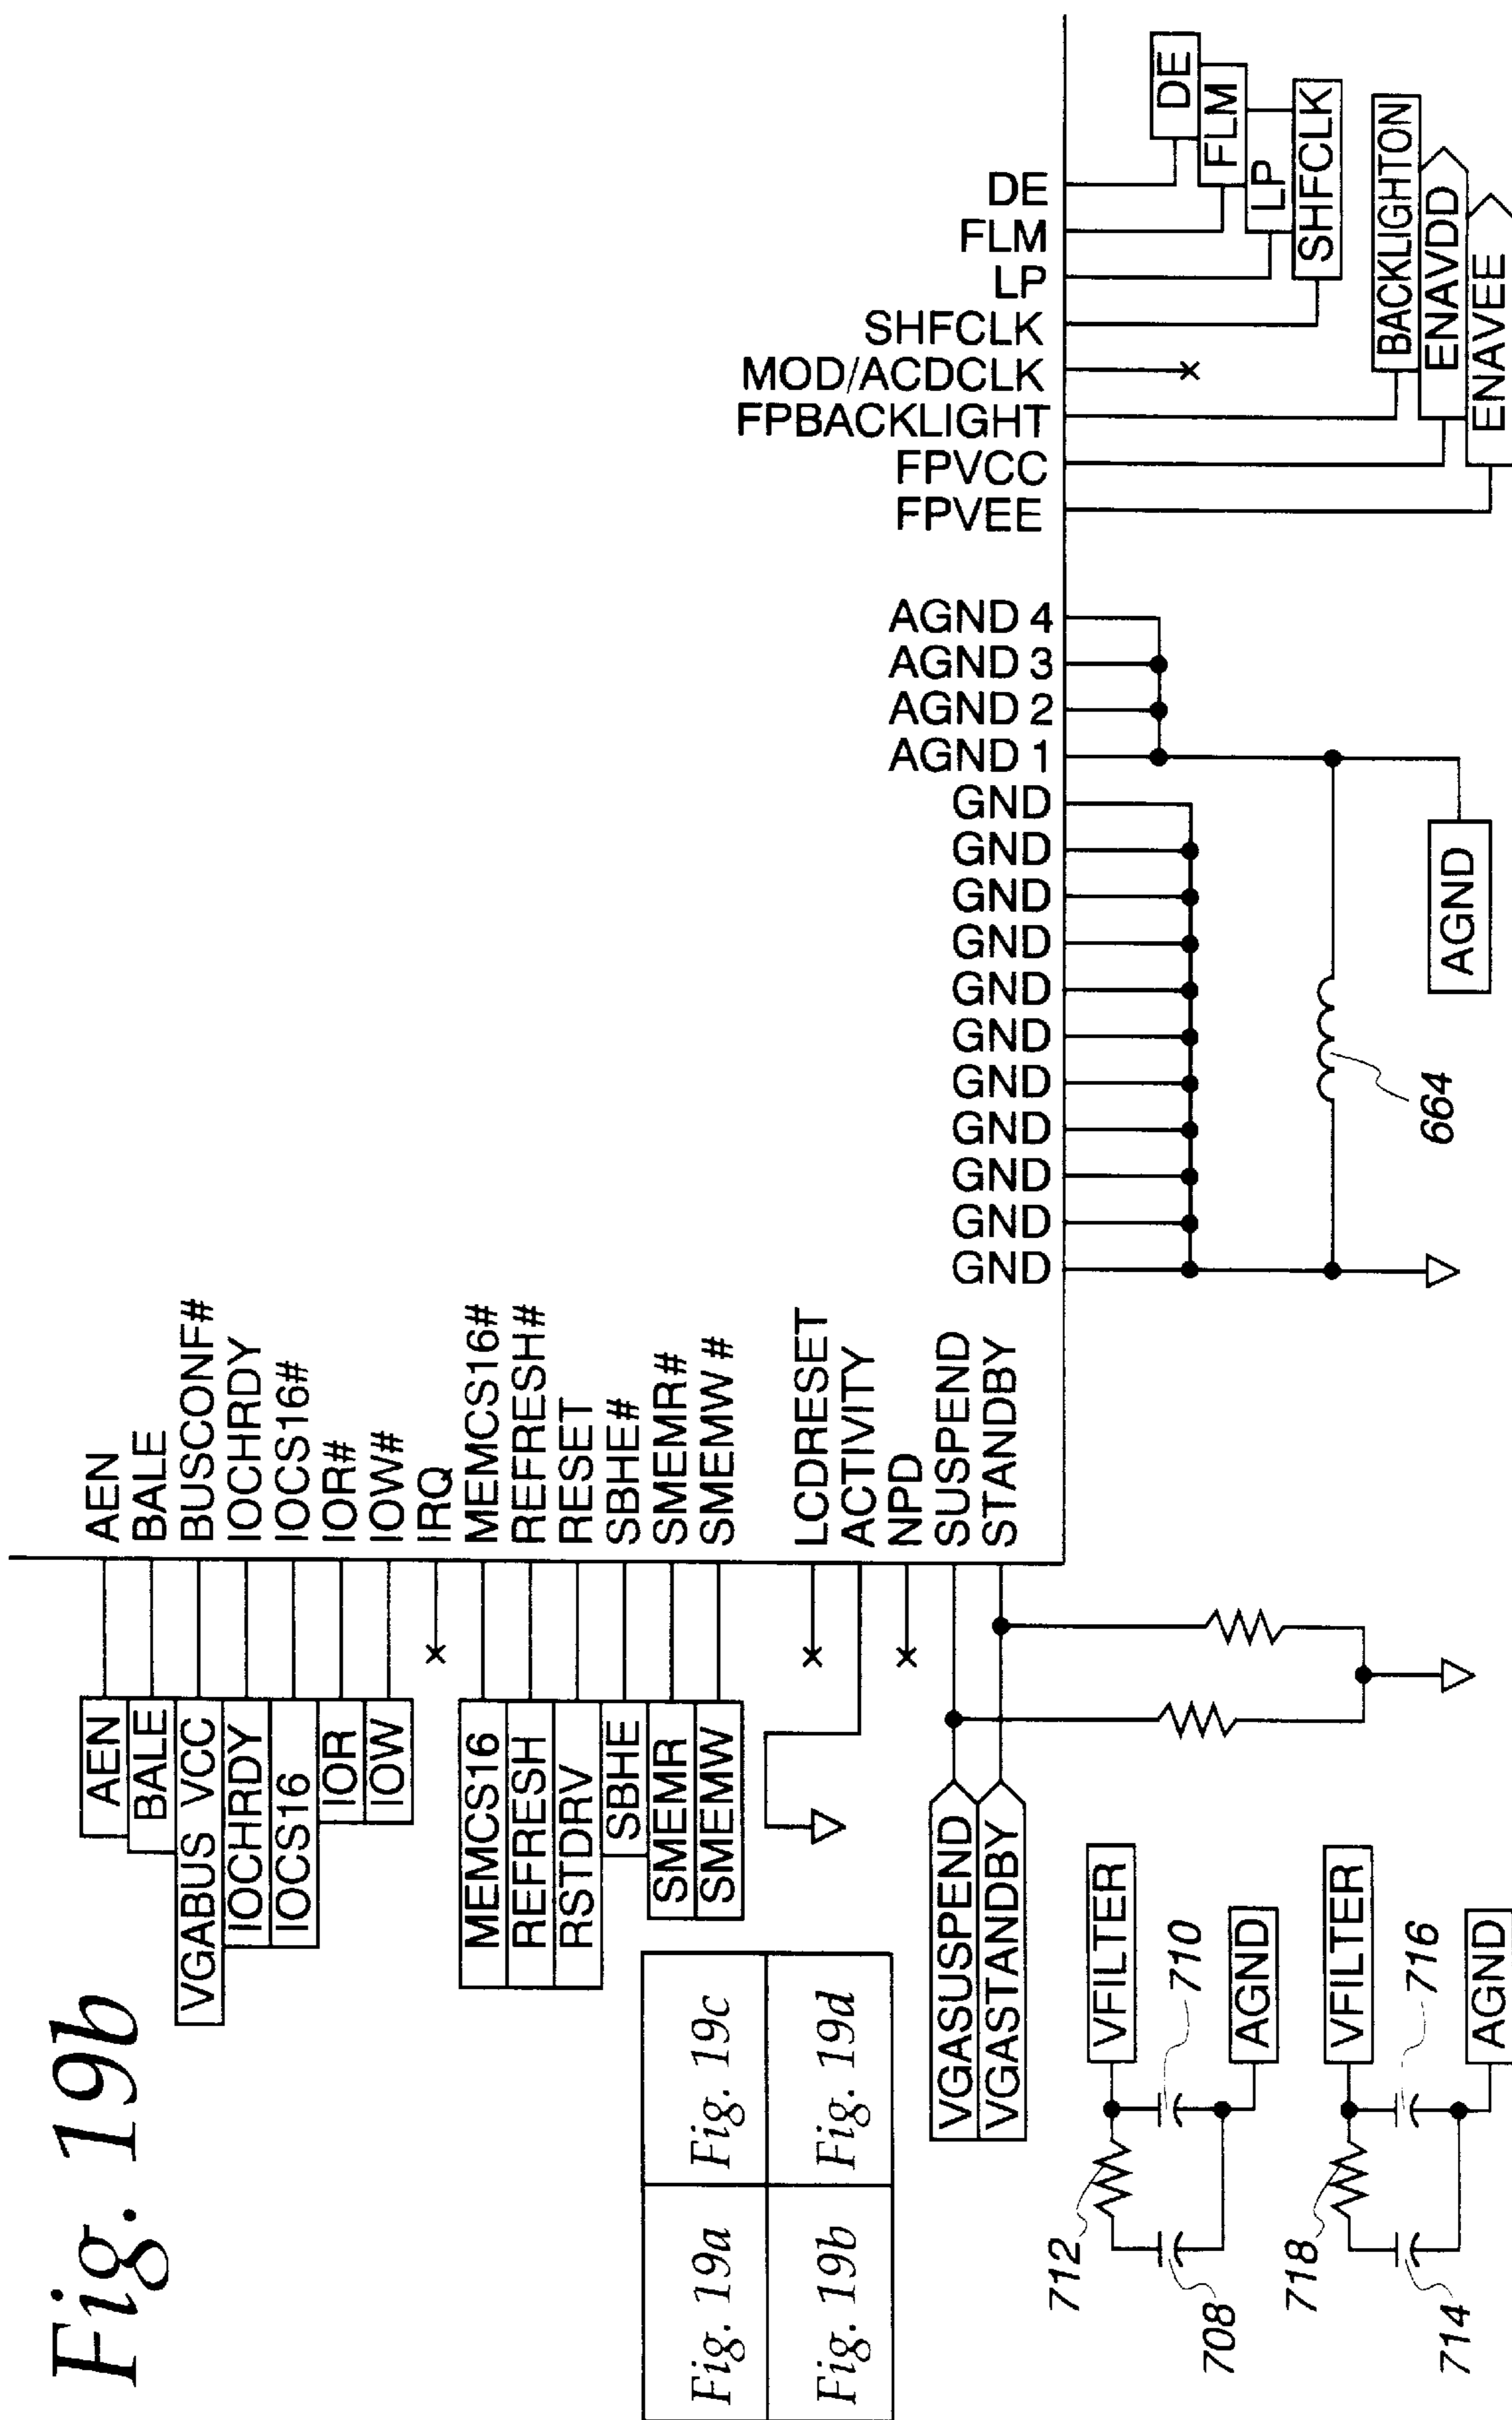 Fig. 19b
AEN AEN
BALE BALE
VGABUS VCC BUSCONF#
IOCHRDY IOCHRDY
IOCS16 IOCS16#
IOR IOR#
IOW IOW#
IRQ
MEMCS16 MEMCS16#
REFRESH REFRESH#
RSTDRV RESET
SBHE SBHE#
SMEMR SMEMR#
SMEMW SMEMW#
LCDRESET
ACTIVITY
NPD
VGASUSPEND SUSPEND
VGASTANDBY STANDBY
Fig. 19a Fig. 19c
Fig. 19b Fig. 19d
GND
GND
GND
GND
GND
GND
GND
GND
GND
GND
GND
AGND 1
AGND 2
AGND 3
AGND 4
FPVEE
FPVCC
FPBACKLIGHT
MOD/ACDCLK
SHFCLK
LP
FLM
DE
DE
FLM
LP
SHFCLK
BACKLIGHTON
ENAVDD
ENAVEE
664
AGND
712
VFILTER
708
710
AGND
718
VFILTER
714
716
AGND